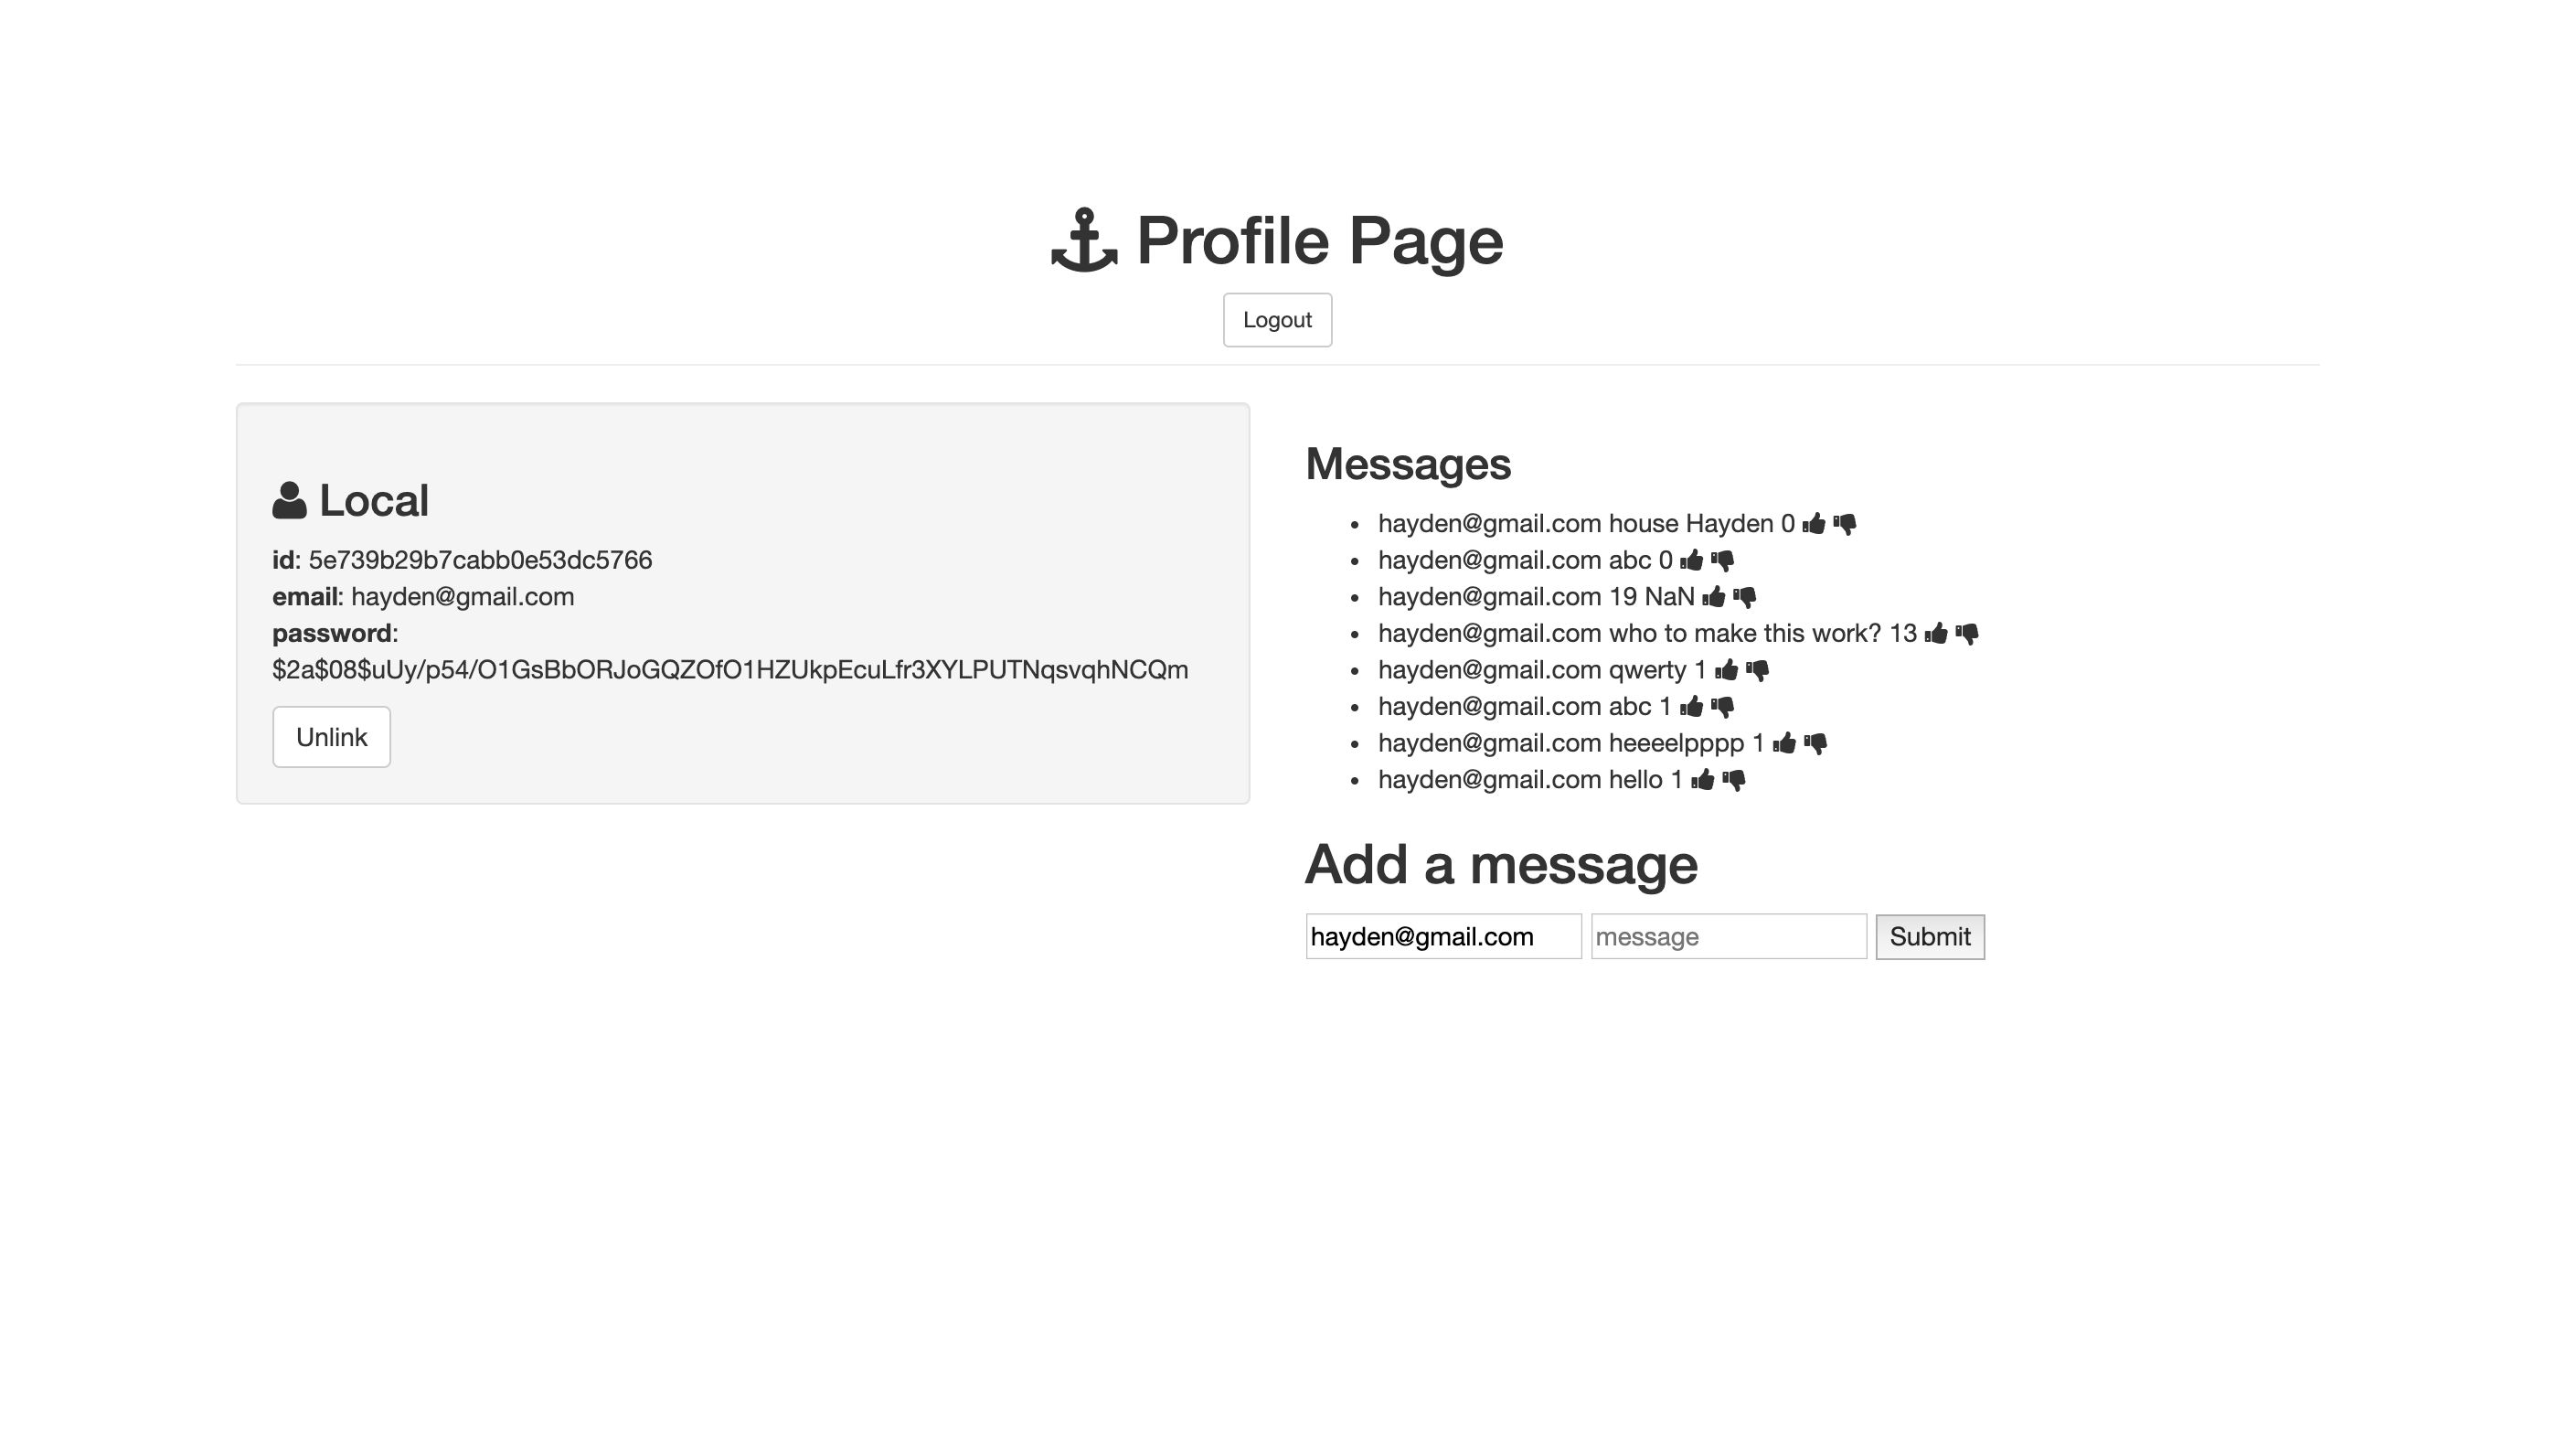 Profile Page
Logout
Local
id: 5e739b29b7cabb0e53dc5766
email: hayden@gmail.com
password:
$2a$08$uUy/p54/O1GsBbORJoGQZOfO1HZUkpEcuLfr3XYLPUTNqsvqhNCQm
Unlink
Messages
hayden@gmail.com house Hayden 0
hayden@gmail.com abc 0
hayden@gmail.com 19 NaN
hayden@gmail.com who to make this work? 13
hayden@gmail.com qwerty 1
hayden@gmail.com abc 1
hayden@gmail.com heeeelpppp 1
hayden@gmail.com hello 1
Add a message
hayden@gmail.com message Submit